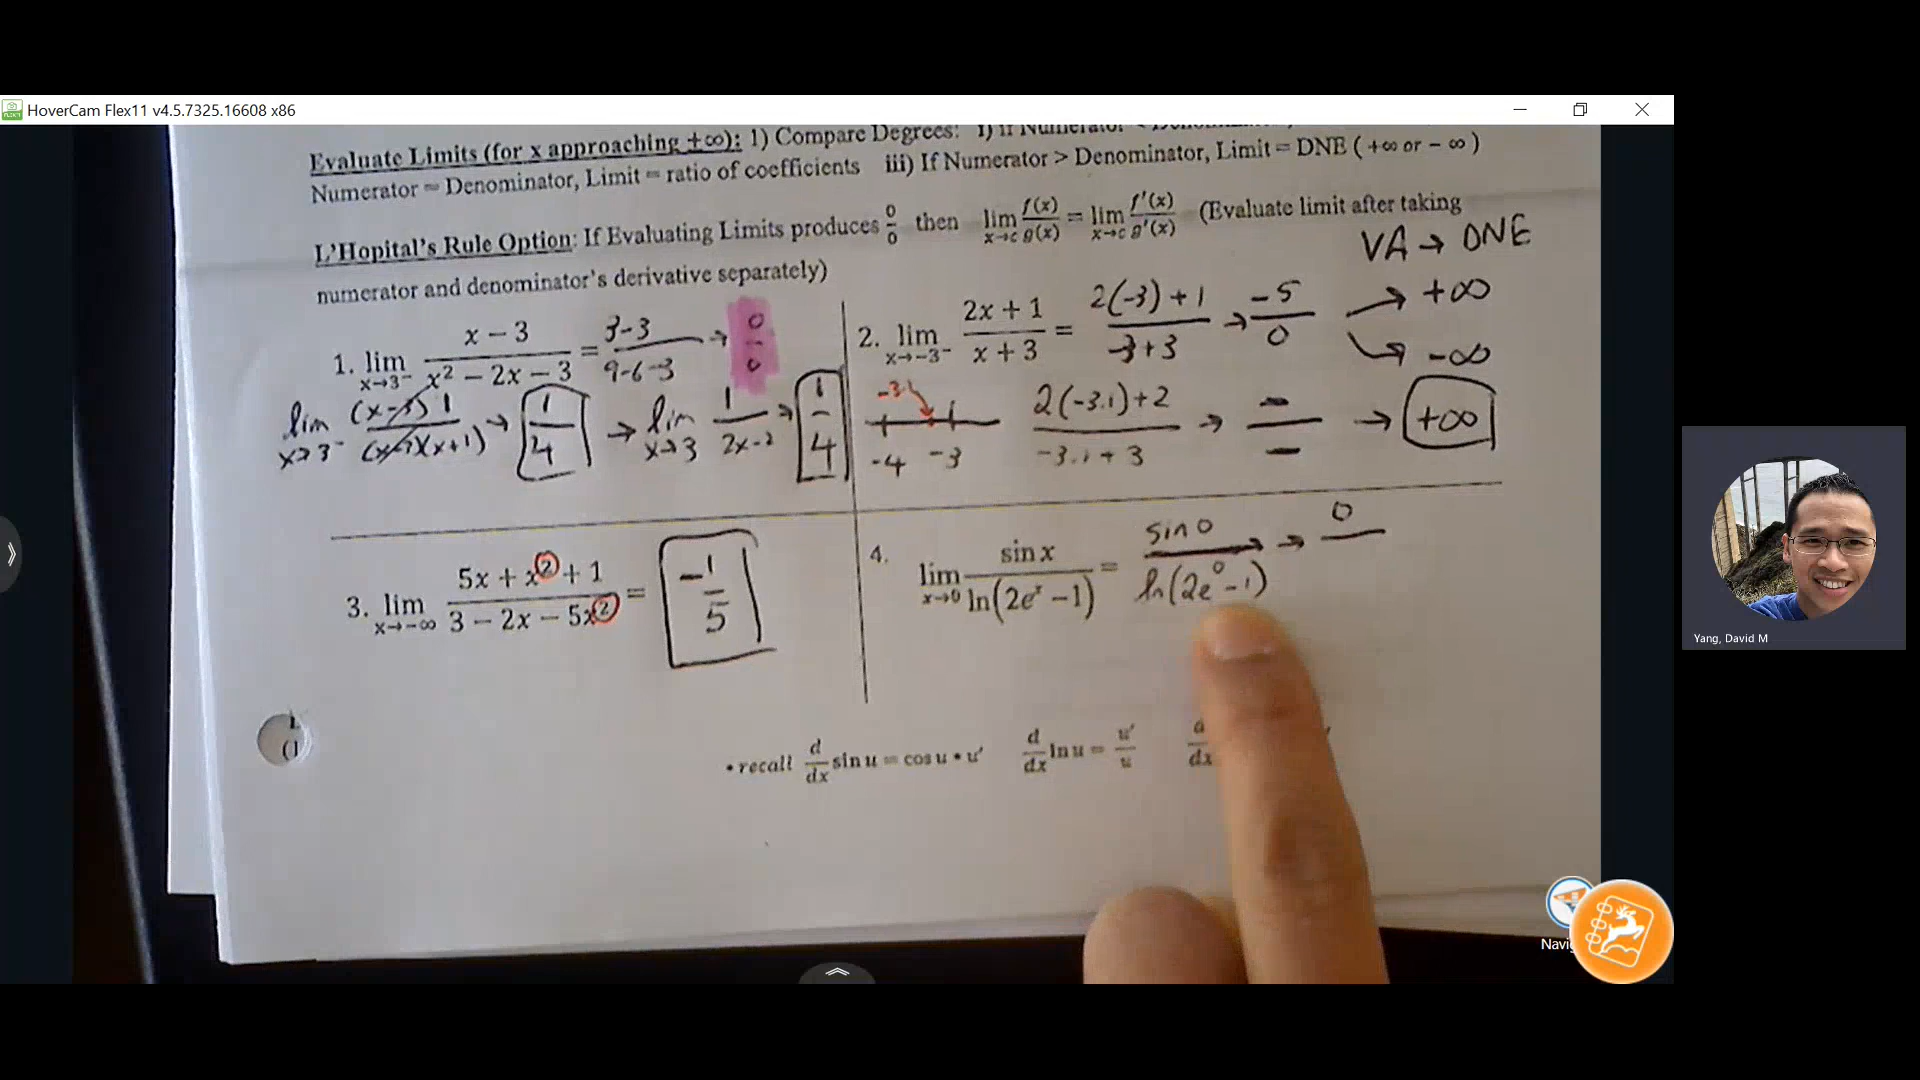 HoverCam Flex11 v4.5.7325.16608 x86
Evaluate Limits (for x approaching ±∞): 1) Compare Degrees: i) If Numerator <
Numerator = Denominator, Limit = ratio of coefficients iii) If Numerator > Denominator, Limit = DNE (+∞ or − ∞)
L'Hopital's Rule Option: If Evaluating Limits produces 0/0 then lim x→c f(x)/g(x) = lim x→c f'(x)/g'(x) (Evaluate limit after taking
numerator and denominator's derivative separately)
VA → DNE
1. lim x→3⁻ (x − 3)/(x² − 2x − 3) = (3-3)/(9-6-3) → 0/0
lim x→3⁻ (x-3) 1/(x-3)(x+1) → 1/4 → lim x→3 1/(2x-2) → 1/4
2. lim x→−3⁻ (2x + 1)/(x + 3) = (2(-3)+1)/(-3+3) → -5/0 → +∞ → -∞
-3.1
-4 -3
(2(-3.1)+2)/(-3.1+3) → -/- → +∞
3. lim x→−∞ (5x + x² + 1)/(3 − 2x − 5x²) = -1/5
4. lim x→0 sin x/ln(2eˣ − 1) = sin 0/ln(2e⁰-1) → 0
• recall d/dx sin u = cos u • u' d/dx ln u = u'/u d/dx
Yang, David M